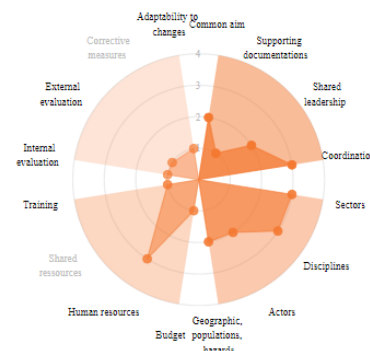 Adaptability to
changes
Common aim
Supporting
documentations
Shared
leadership
Coordinatio
Sectors
Disciplines
Actors
Geographic,
populations,
hazards
Budget
Human resources
Shared
ressources
Training
Internal
evaluation
External
evaluation
Corrective
measures
4
3
2
1